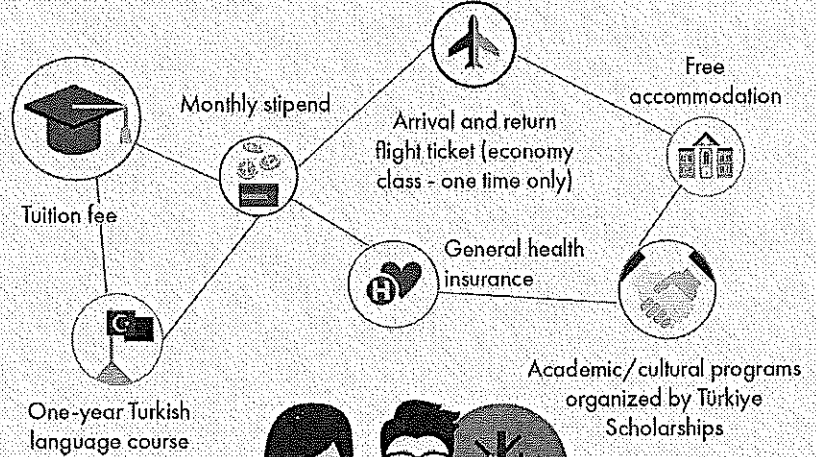 Monthly stipend
Arrival and return
flight ticket (economy
class - one time only)
Free
accommodation
Tuition fee
General health
insurance
H
One-year Turkish
language course
Academic/cultural programs
organized by Türkiye
Scholarships